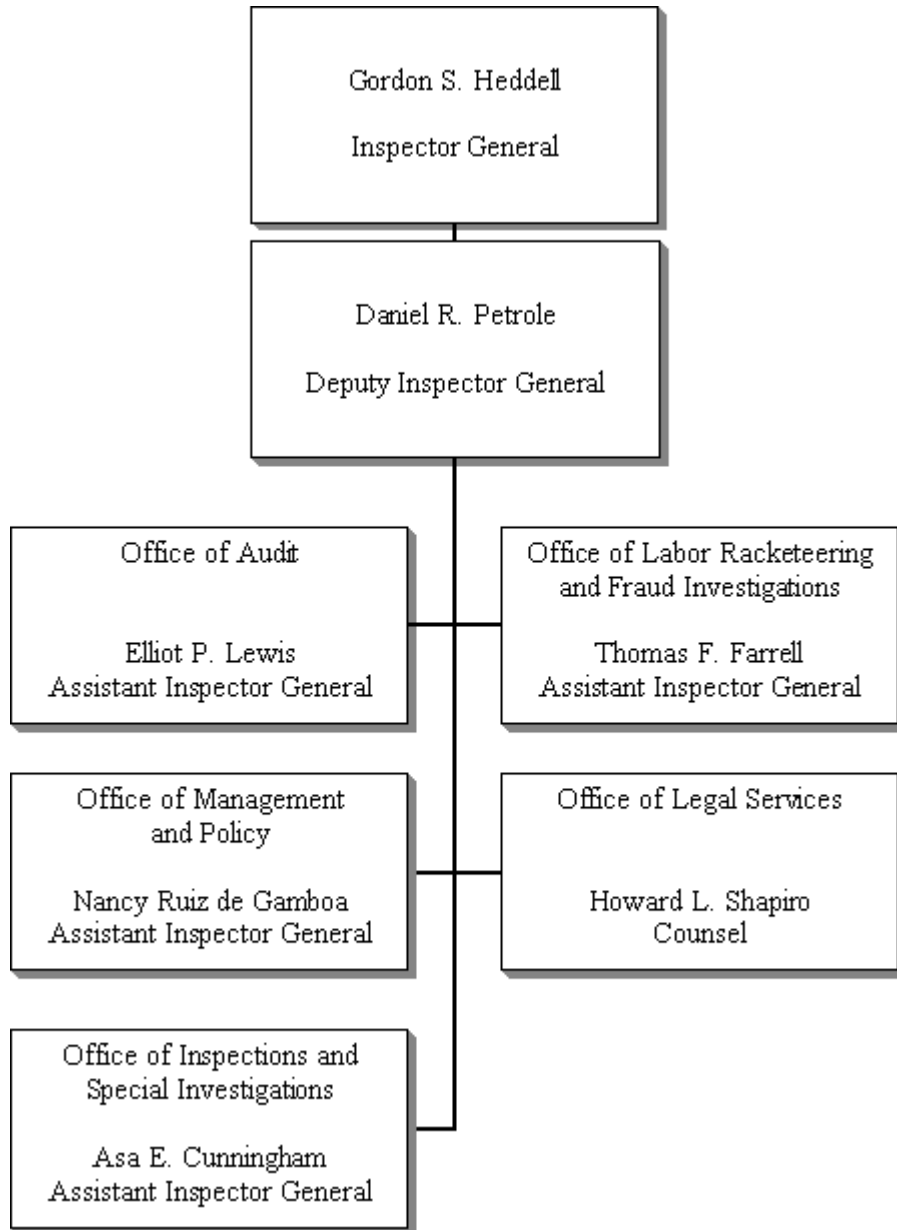 Gordon S. Heddell
Inspector General
Daniel R. Petrole
Deputy Inspector General
Office of Audit
Elliot P. Lewis
Assistant Inspector General
Office of Labor Racketeering
and Fraud Investigations
Thomas F. Farrell
Assistant Inspector General
Office of Management
and Policy
Nancy Ruiz de Gamboa
Assistant Inspector General
Office of Legal Services
Howard L. Shapiro
Counsel
Office of Inspections and
Special Investigations
Asa E. Cunningham
Assistant Inspector General